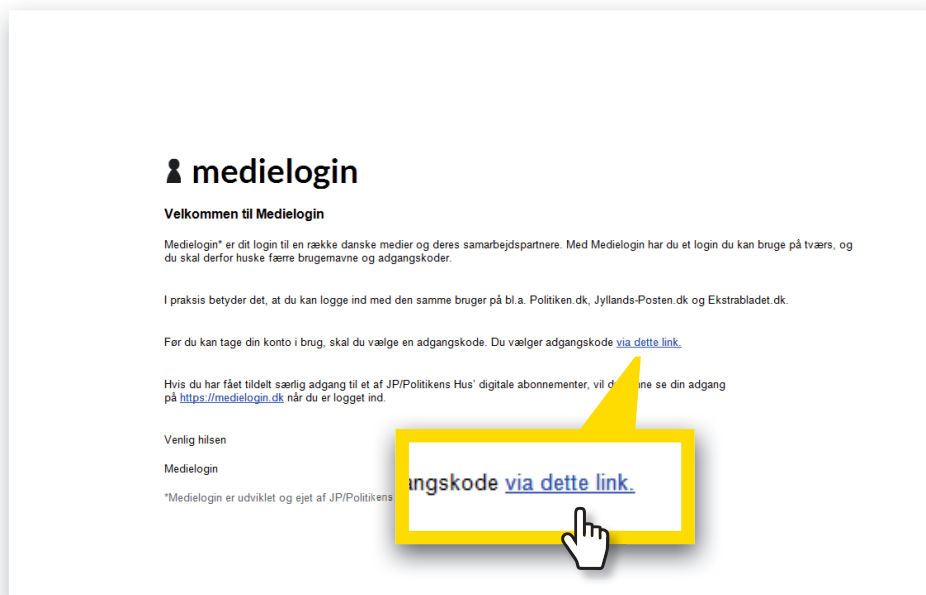 medielogin
Velkommen til Medielogin
Medielogin* er dit login til en række danske medier og deres samarbejdspartnere. Med Medielogin har du et login du kan bruge på tværs, og
du skal derfor huske færre brugernavne og adgangskoder.
I praksis betyder det, at du kan logge ind med den samme bruger på bl.a. Politiken.dk, Jyllands-Posten.dk og Ekstrabladet.dk.
Før du kan tage din konto i brug, skal du vælge en adgangskode. Du vælger adgangskode via dette link.
Hvis du har fået tildelt særlig adgang til et af JP/Politikens Hus' digitale abonnementer, vil se din adgang
på https://medielogin.dk når du er logget ind.
Venlig hilsen
Medielogin
*Medielogin er udviklet og ejet af JP/Politikens
angskode via dette link.